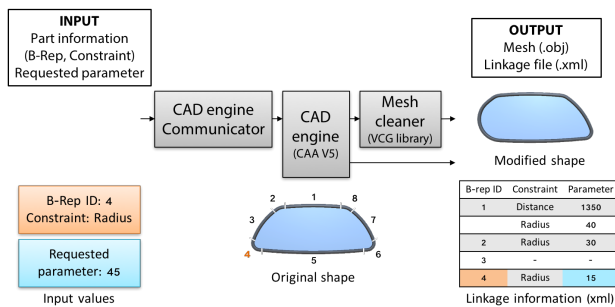 INPUT
Part information
(B-Rep, Constraint)
Requested parameter
CAD engine
Communicator
CAD
engine
(CAA V5)
Mesh
cleaner
(VCG library)
OUTPUT
Mesh (.obj)
Linkage file (.xml)
Modified shape
B-Rep ID: 4
Constraint: Radius
Requested
parameter: 45
Input values
1
2
8
3
7
4
5
6
Original shape
B-rep ID Constraint Parameter
1 Distance 1350
Radius 40
2 Radius 30
3 - -
4 Radius 15
Linkage information (xml)